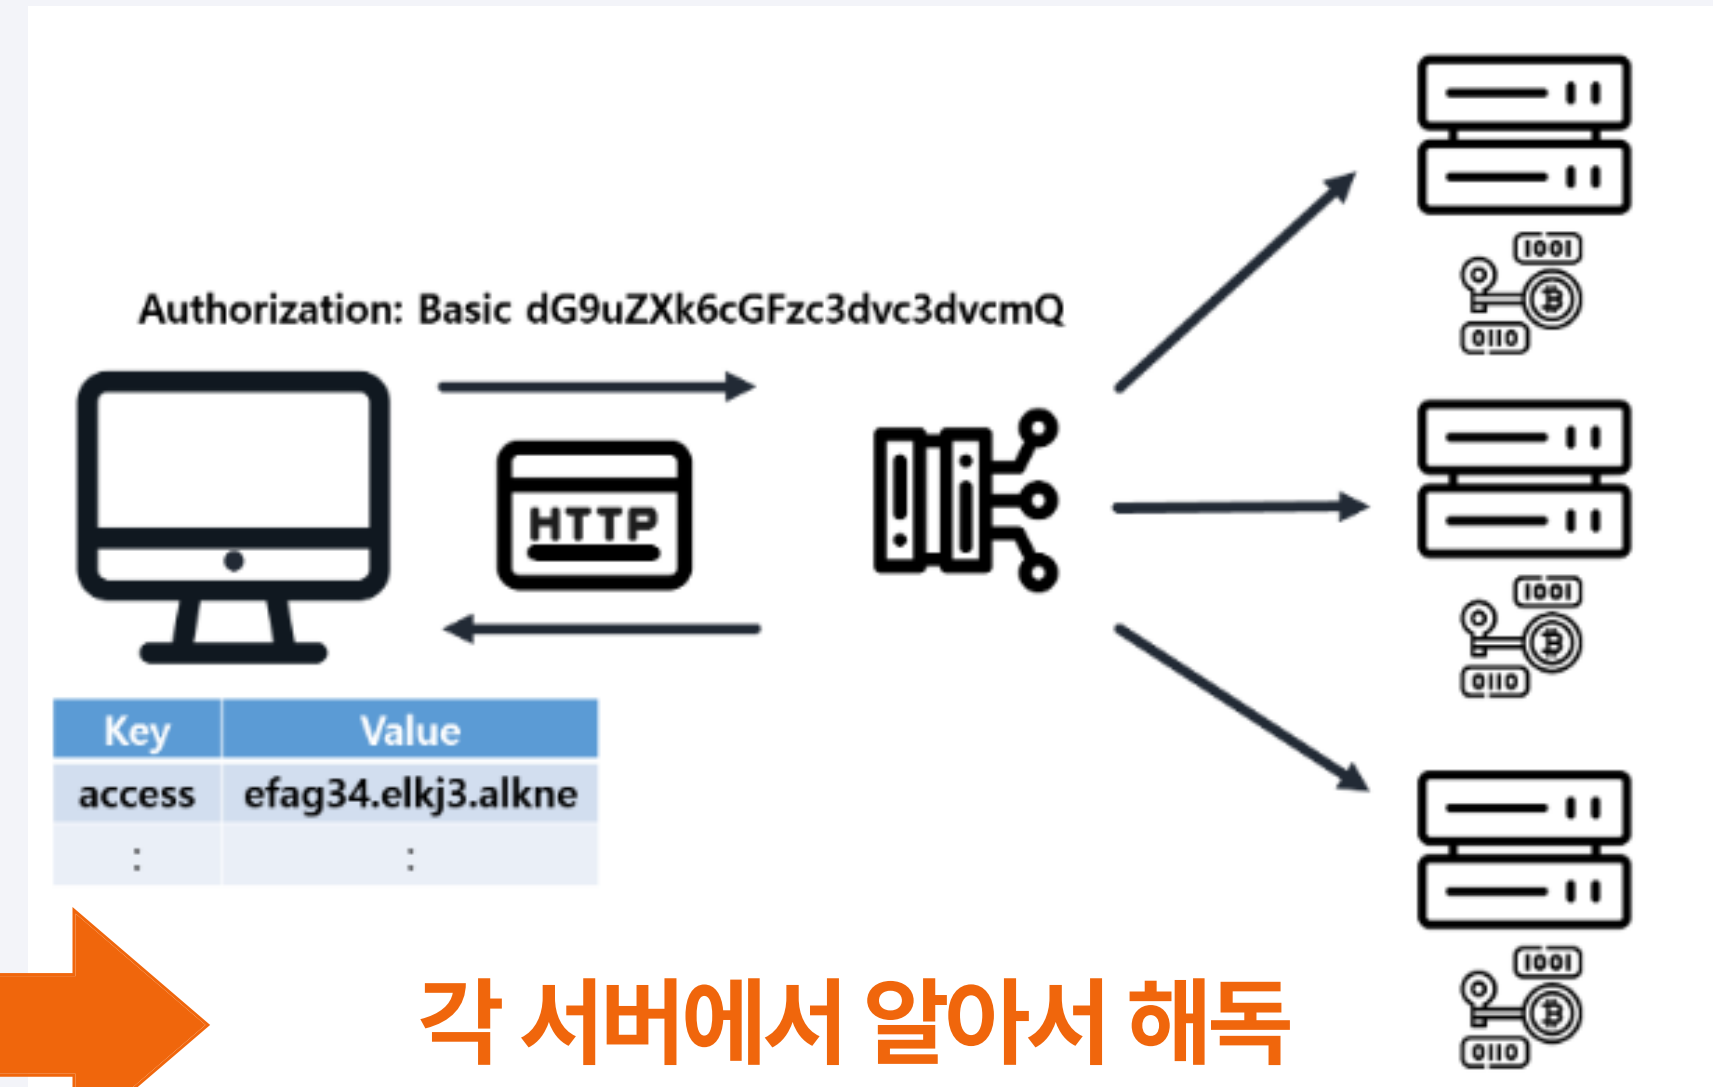 Authorization: Basic dG9uZXk6cGFzc3dvc3dvcmQ
HTTP
Key Value
access efag34.elkj3.alkne
: :
1001
0110
1001
0110
1001
0110
각 서버에서 알아서 해독